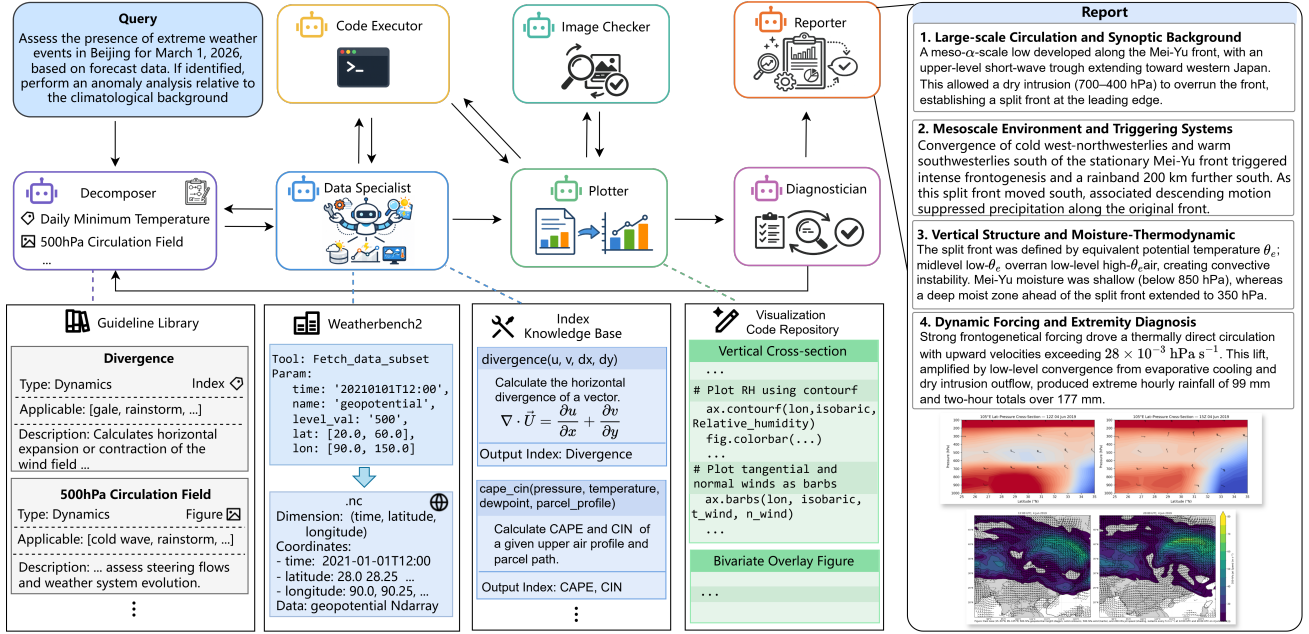 Query
Assess the presence of extreme weather
events in Beijing for March 1, 2026,
based on forecast data. If identified,
perform an anomaly analysis relative to
the climatological background
Code Executor
Image Checker
Reporter
Decomposer
Daily Minimum Temperature
500hPa Circulation Field
...
Data Specialist
Plotter
Diagnostician
Guideline Library
Divergence
Type: Dynamics
Index
Applicable: [gale, rainstorm, ...]
Description: Calculates horizontal
expansion or contraction of the
wind field ...
500hPa Circulation Field
Type: Dynamics
Figure
Applicable: [cold wave, rainstorm, ...]
Description: ... assess steering flows
and weather system evolution.
Weatherbench2
Tool: Fetch_data_subset
Param:
time: '20210101T12:00',
name: 'geopotential',
level_val: '500',
lat: [20.0, 60.0],
lon: [90.0, 150.0]
.nc
Dimension: (time, latitude,
longitude)
Coordinates:
- time: 2021-01-01T12:00
- latitude: 28.0 28.25 ...
- longitude: 90.0, 90.25, ...
Data: geopotential Ndarray
Index
Knowledge Base
divergence(u, v, dx, dy)
Calculate the horizontal
divergence of a vector.
∇ · U⃗ = ∂u/∂x + ∂v/∂y
Output Index: Divergence
cape_cin(pressure, temperature,
dewpoint, parcel_profile)
Calculate CAPE and CIN of
a given upper air profile and
parcel path.
Output Index: CAPE, CIN
Visualization
Code Repository
Vertical Cross-section
...
# Plot RH using contourf
ax.contourf(lon,isobaric,
Relative_humidity)
fig.colorbar(...)
...
# Plot tangential and
normal winds as barbs
ax.barbs(lon, isobaric,
t_wind, n_wind)
...
Bivariate Overlay Figure
...
Report
1. Large-scale Circulation and Synoptic Background
A meso-α-scale low developed along the Mei-Yu front, with an
upper-level short-wave trough extending toward western Japan.
This allowed a dry intrusion (700–400 hPa) to overrun the front,
establishing a split front at the leading edge.
2. Mesoscale Environment and Triggering Systems
Convergence of cold west-northwesterlies and warm
southwesterlies south of the stationary Mei-Yu front triggered
intense frontogenesis and a rainband 200 km further south. As
this split front moved south, associated descending motion
suppressed precipitation along the original front.
3. Vertical Structure and Moisture-Thermodynamic
The split front was defined by equivalent potential temperature θe;
midlevel low-θe overran low-level high-θe air, creating convective
instability. Mei-Yu moisture was shallow (below 850 hPa), whereas
a deep moist zone ahead of the split front extended to 350 hPa.
4. Dynamic Forcing and Extremity Diagnosis
Strong frontogenetical forcing drove a thermally direct circulation
with upward velocities exceeding 28 × 10⁻³ hPa s⁻¹. This lift,
amplified by low-level convergence from evaporative cooling and
dry intrusion outflow, produced extreme hourly rainfall of 99 mm
and two-hour totals over 177 mm.